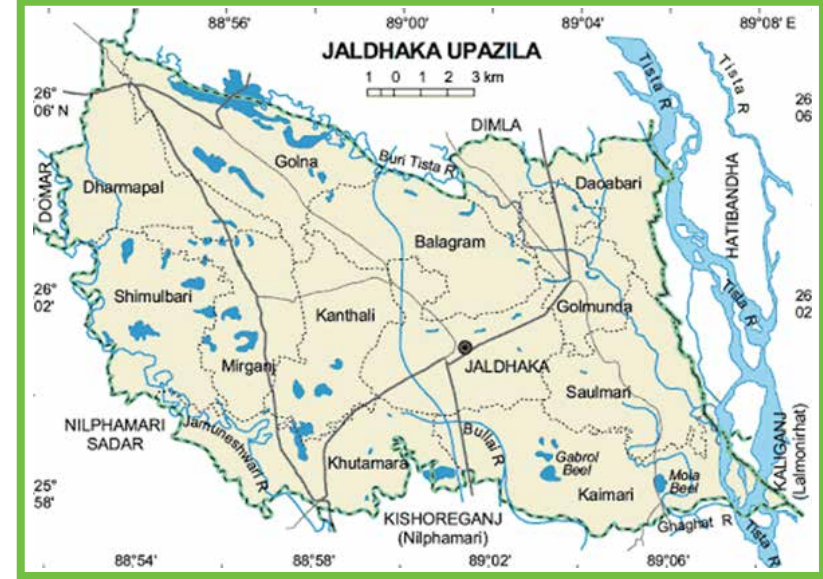 88°56'
89°00'
89°04'
89°08' E
JALDHAKA UPAZILA
1 0 1 2 3 km
26°
06' N
26
06
DOMAR
Dharmapal
Golna
Buri Tista R
DIMLA
Daoabari
Tista R
Tista R
HATIBANDHA
Balagram
26°
02'
Shimulbari
Kanthali
Golmunda
Tista R
26
02
Mirganj
JALDHAKA
Saulmari
NILPHAMARI
SADAR
Jamuneshwari R
Khutamara
Bullai R
Gabrol
Beel
Kaimari
Mola
Beel
KALIGANJ
(Lalmonirhat)
25°
58'
KISHOREGANJ
(Nilphamari)
Ghaghat R
Tista R
88°54'
88°58'
89°02'
89°06'